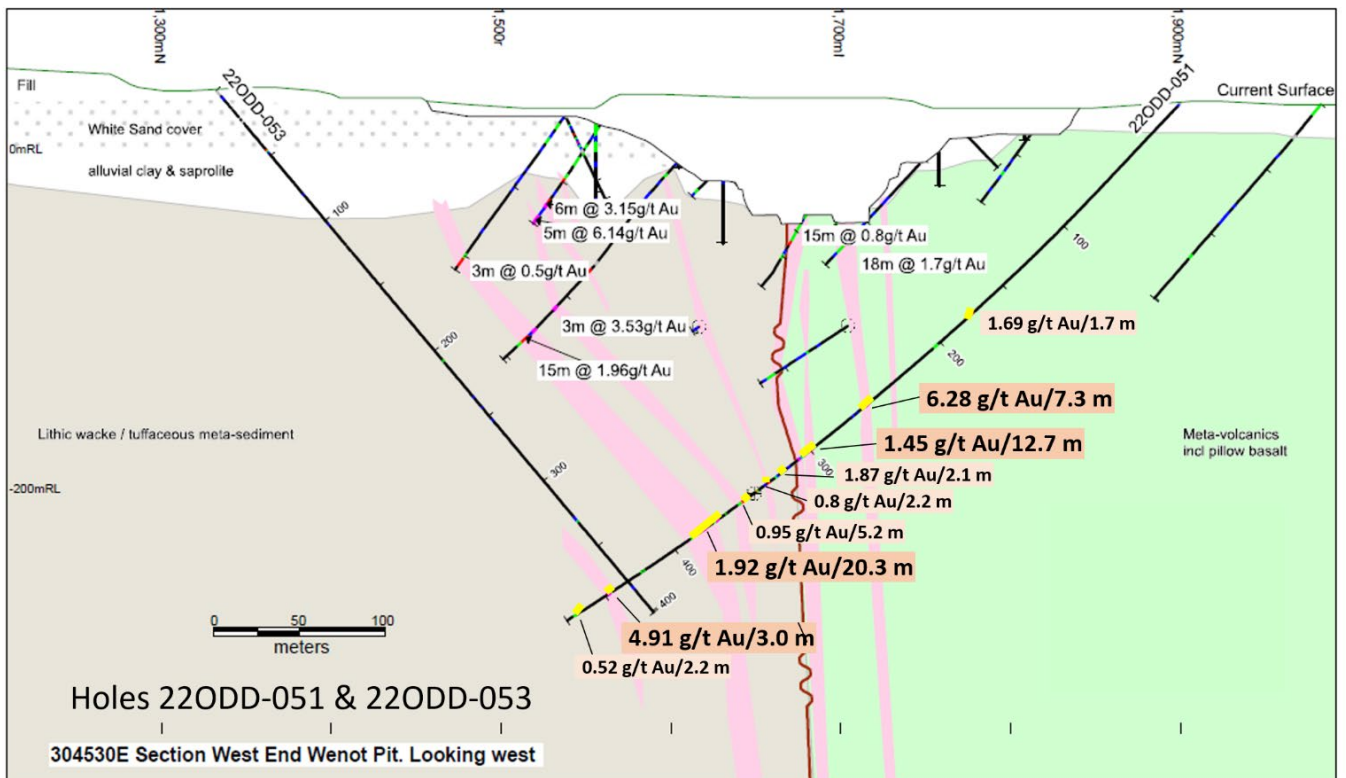 1,300mN
1,500r
1,700ml
1,900mN
Fill
22ODD-053
22ODD-051
Current Surface
White Sand cover
0mRL
alluvial clay & saprolite
100
6m @ 3.15g/t Au
5m @ 6.14g/t Au
15m @ 0.8g/t Au
100
3m @ 0.5g/t Au
18m @ 1.7g/t Au
3m @ 3.53g/t Au
1.69 g/t Au/1.7 m
200
200
15m @ 1.96g/t Au
6.28 g/t Au/7.3 m
Lithic wacke / tuffaceous meta-sediment
1.45 g/t Au/12.7 m
Meta-volcanics
incl pillow basalt
300
300
1.87 g/t Au/2.1 m
-200mRL
0.8 g/t Au/2.2 m
0.95 g/t Au/5.2 m
400
1.92 g/t Au/20.3 m
400
0 50 100
meters
4.91 g/t Au/3.0 m
0.52 g/t Au/2.2 m
Holes 22ODD-051 & 22ODD-053
304530E Section West End Wenot Pit. Looking west